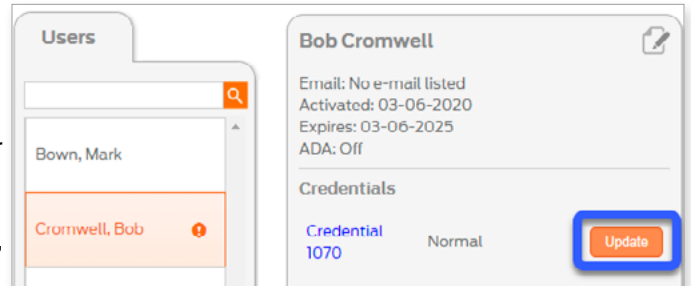 Users
Bown, Mark
Cromwell, Bob
Bob Cromwell
Email: No e-mail listed
Activated: 03-06-2020
Expires: 03-06-2025
ADA: Off
Credentials
Credential
1070
Normal
Update